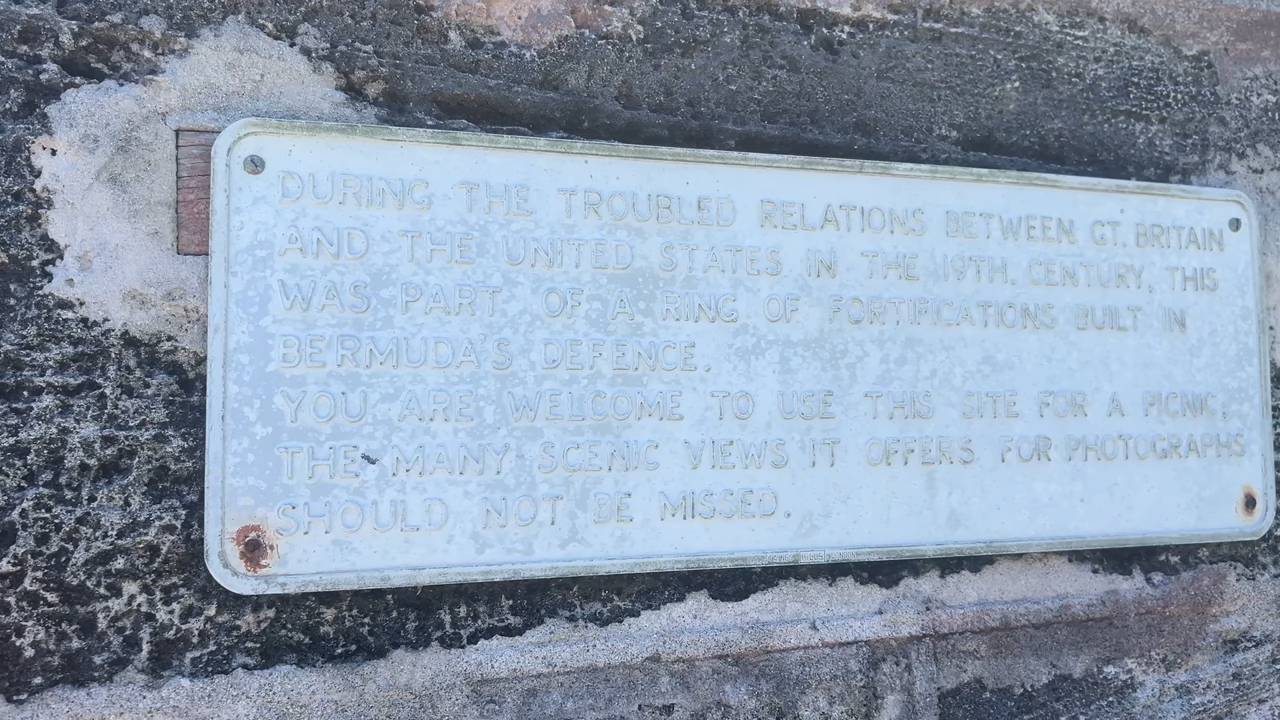 DURING THE TROUBLED RELATIONS BETWEEN GT. BRITAIN
AND THE UNITED STATES IN THE 19TH. CENTURY, THIS
WAS PART OF A RING OF FORTIFICATIONS BUILT IN
BERMUDA'S DEFENCE.
YOU ARE WELCOME TO USE THIS SITE FOR A PICNIC.
THE MANY SCENIC VIEWS IT OFFERS FOR PHOTOGRAPHS
SHOULD NOT BE MISSED.